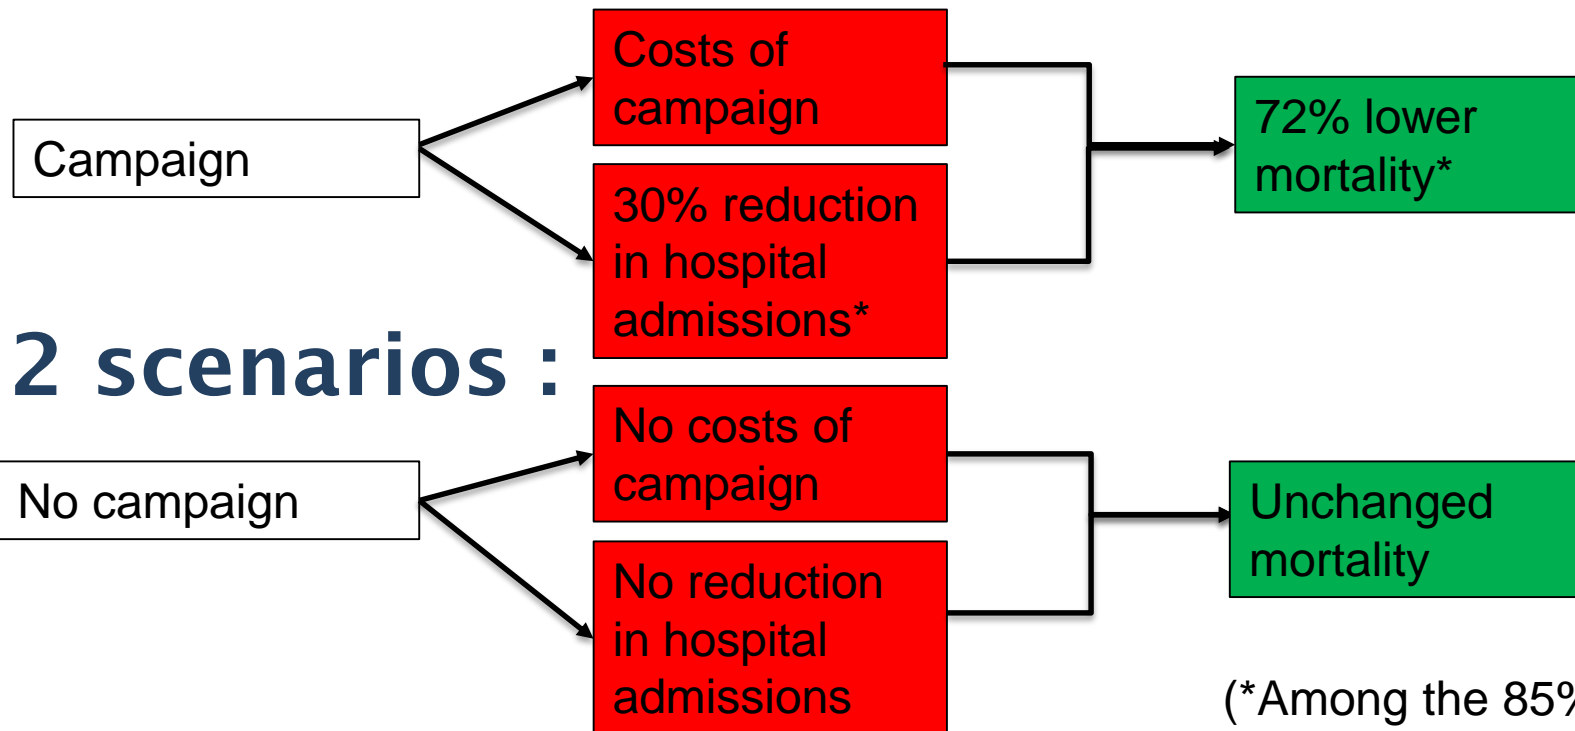 Costs of
campaign
Campaign
72% lower
mortality*
30% reduction
in hospital
admissions*
2 scenarios :
No costs of
campaign
No campaign
Unchanged
mortality
No reduction
in hospital
admissions
(*Among the 85%